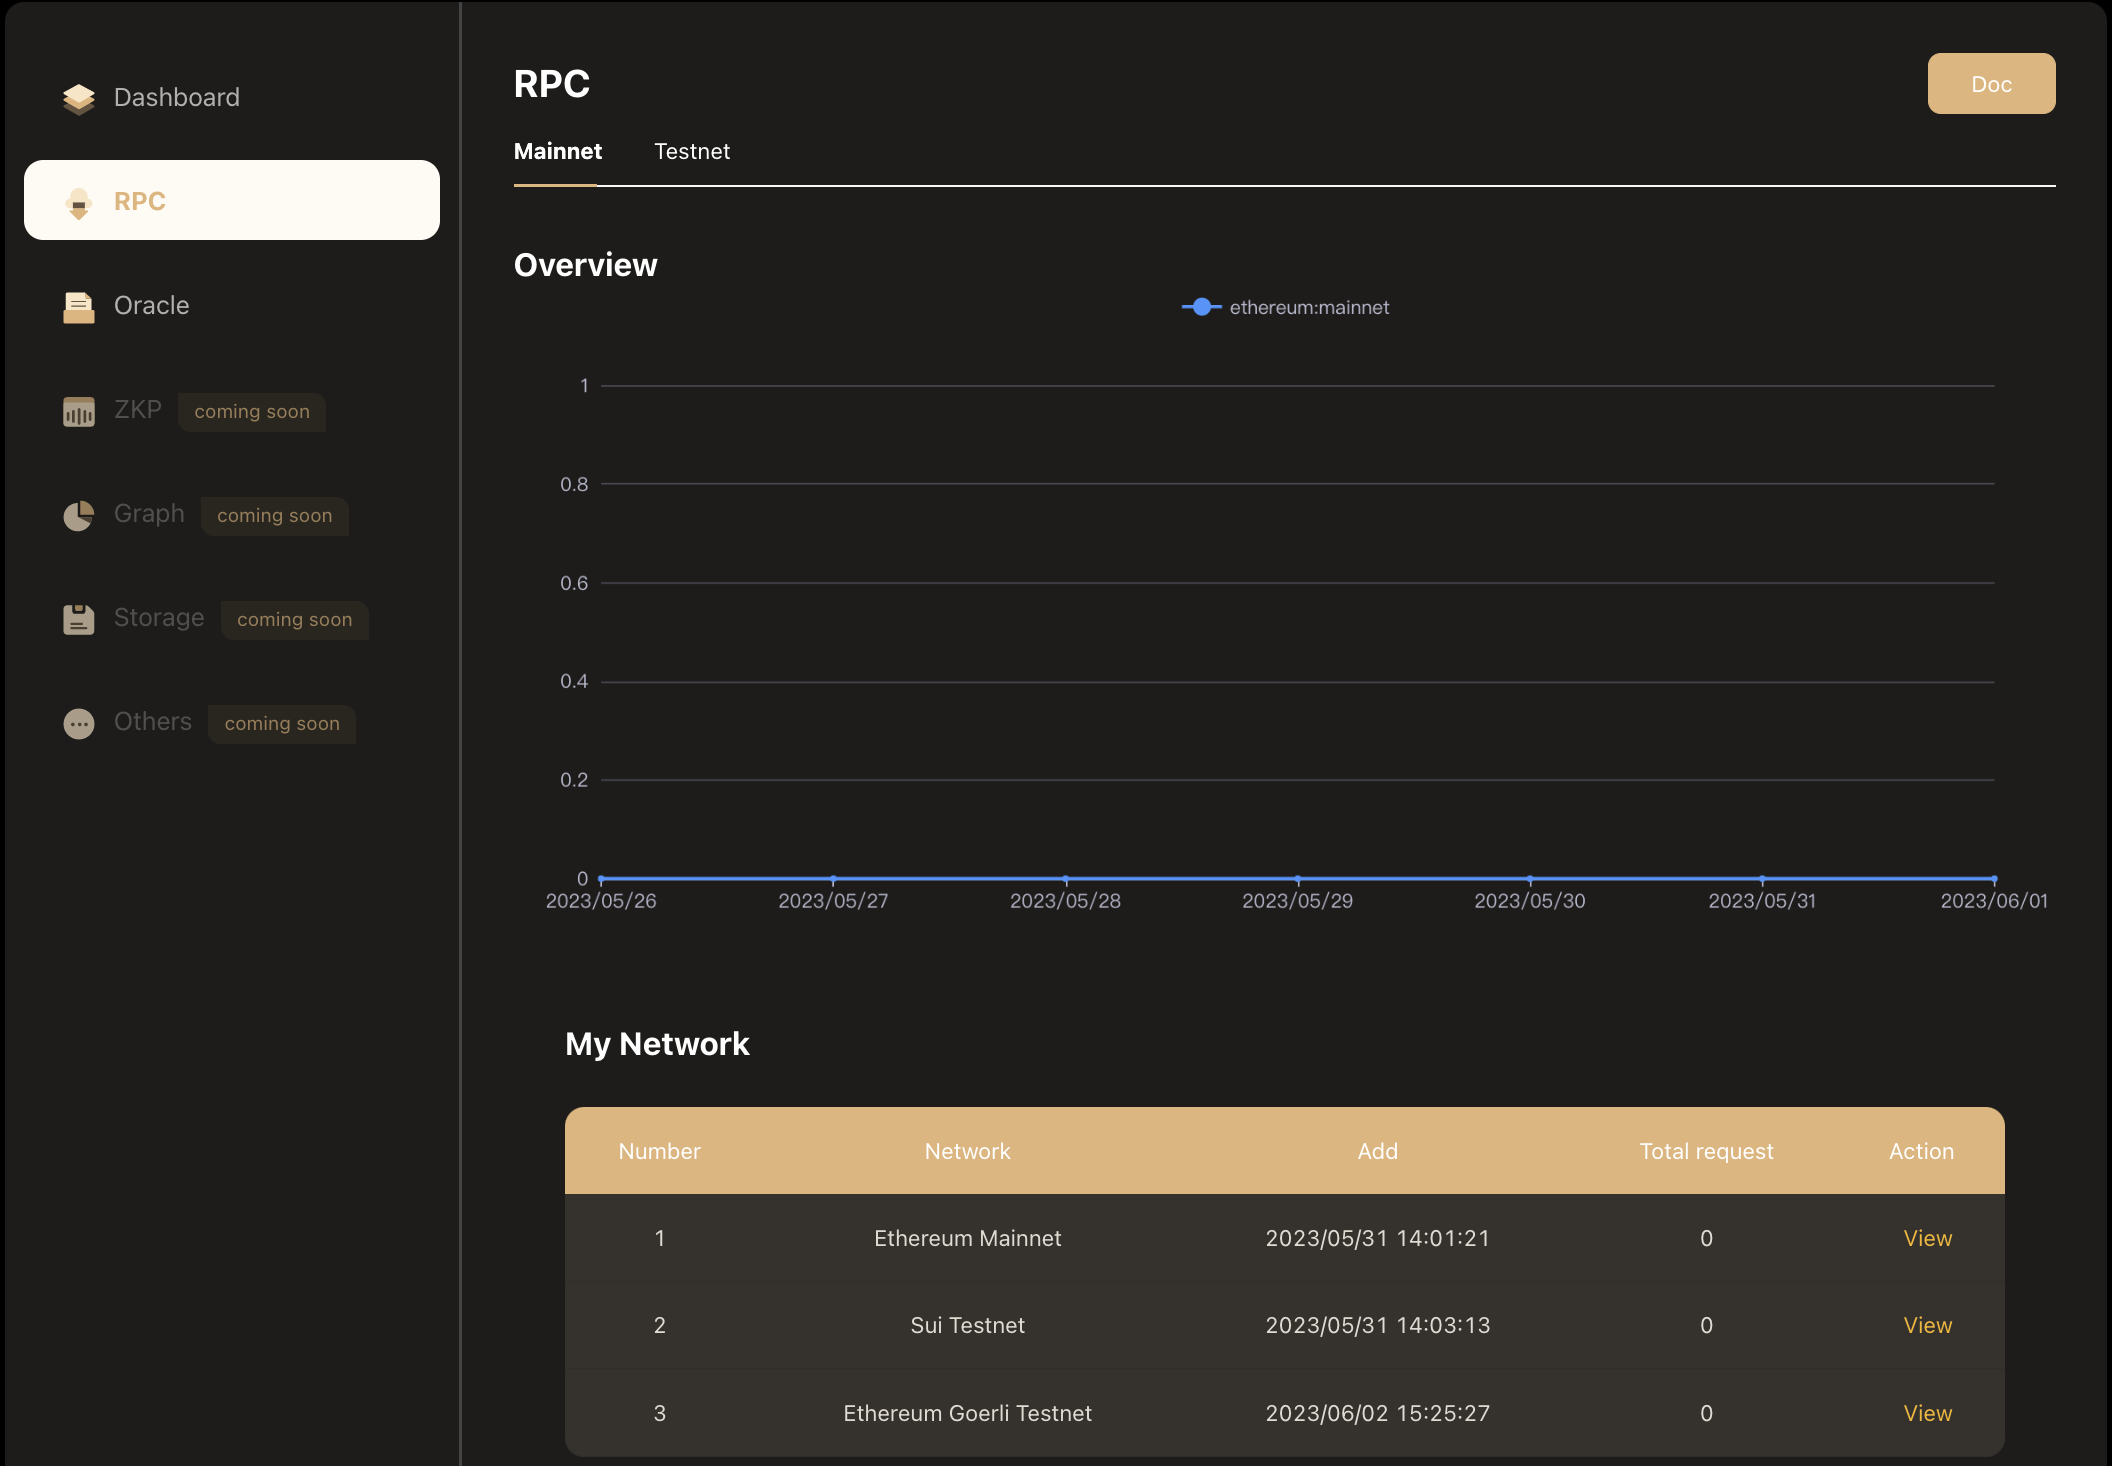 Dashboard
RPC
Oracle
ZKP coming soon
Graph coming soon
Storage coming soon
Others coming soon
RPC
Doc
Mainnet Testnet
Overview
ethereum:mainnet
1
0.8
0.6
0.4
0.2
0
2023/05/26 2023/05/27 2023/05/28 2023/05/29 2023/05/30 2023/05/31 2023/06/01
My Network
Number Network Add Total request Action
1 Ethereum Mainnet 2023/05/31 14:01:21 0 View
2 Sui Testnet 2023/05/31 14:03:13 0 View
3 Ethereum Goerli Testnet 2023/06/02 15:25:27 0 View